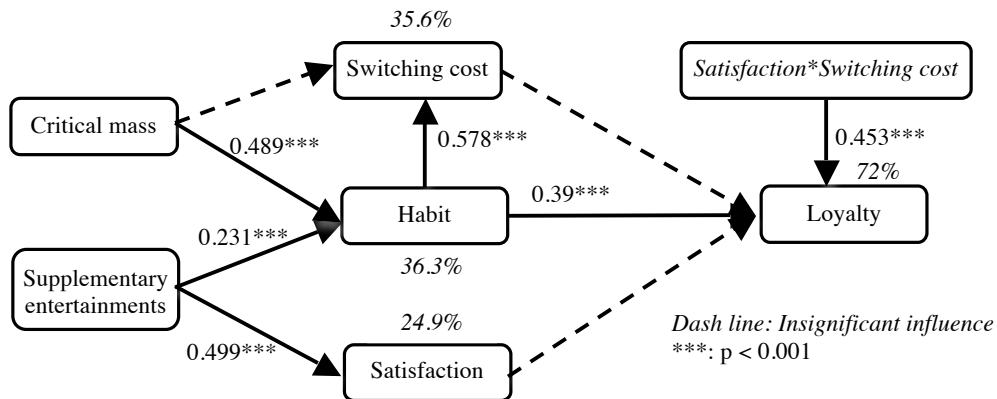 35.6%
Switching cost
Satisfaction*Switching cost
Critical mass
0.489***
0.578***
0.453***
72%
Habit
0.39***
Loyalty
0.231***
36.3%
Supplementary
entertainments
24.9%
0.499***
Satisfaction
Dash line: Insignificant influence
***: p < 0.001